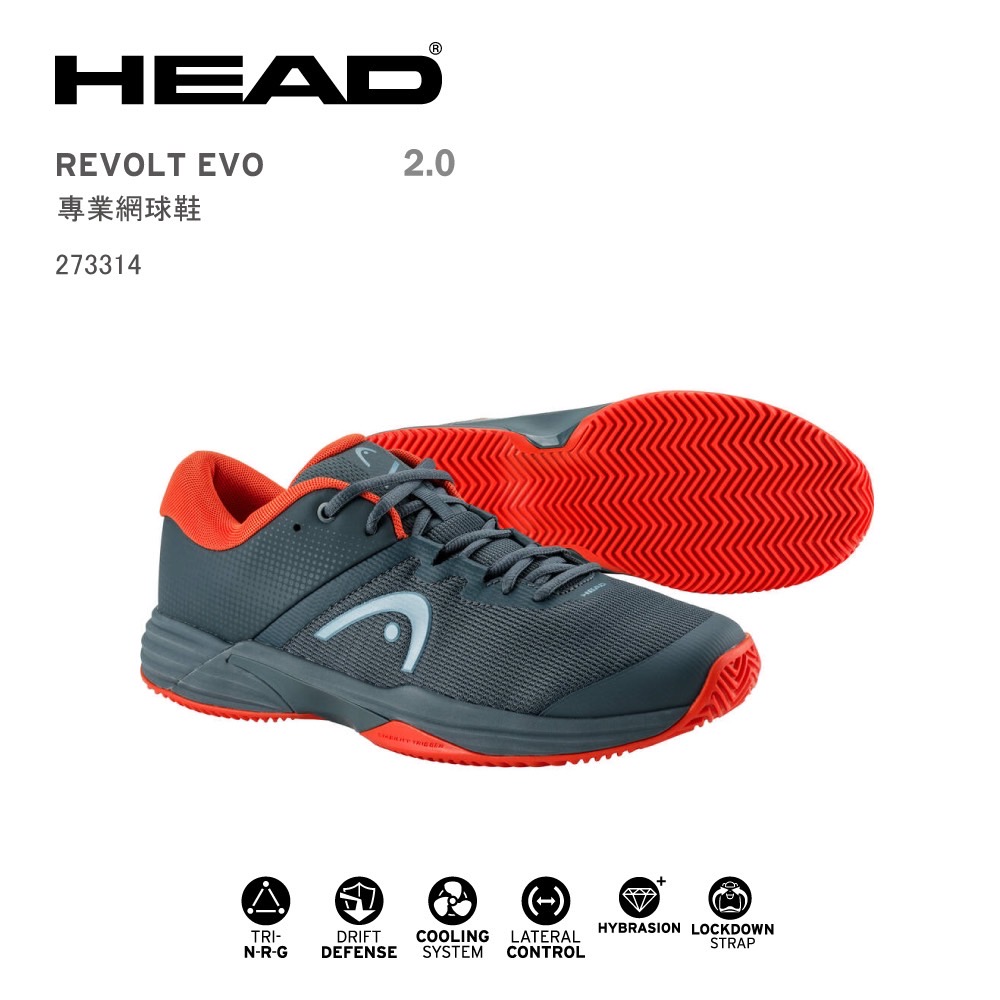 HEAD®
REVOLT EVO 2.0
專業網球鞋
273314
HEAD
TRI-
N-R-G
DRIFT
DEFENSE
COOLING
SYSTEM
LATERAL
CONTROL
HYBRASION
+
LOCKDOWN
STRAP